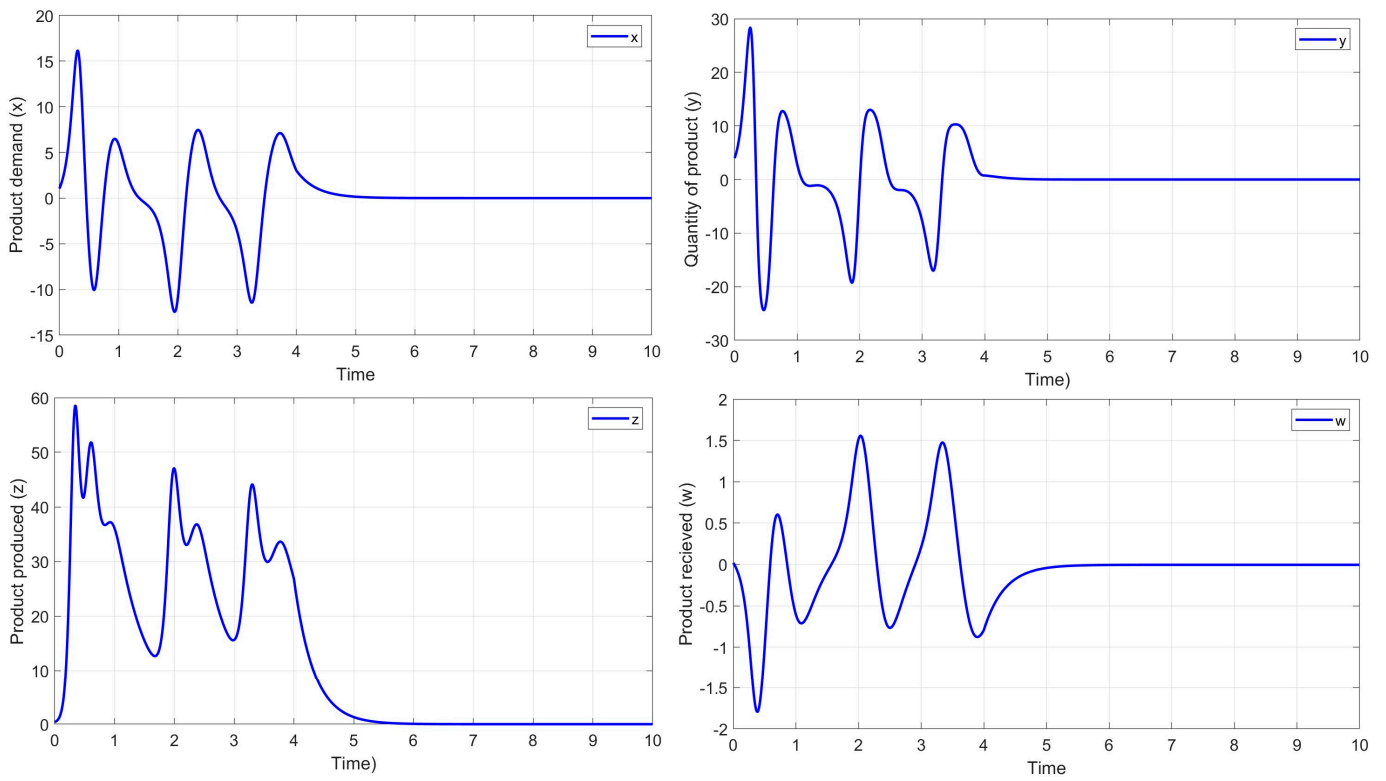 20
15
10
5
0
-5
-10
-15
Product demand (x)
x
0 1 2 3 4 5 6 7 8 9 10
Time
30
20
10
0
-10
-20
-30
Quantity of product (y)
y
0 1 2 3 4 5 6 7 8 9 10
Time)
60
50
40
30
20
10
0
Product produced (z)
z
0 1 2 3 4 5 6 7 8 9 10
Time)
2
1.5
1
0.5
0
-0.5
-1
-1.5
-2
Product recieved (w)
w
0 1 2 3 4 5 6 7 8 9 10
Time